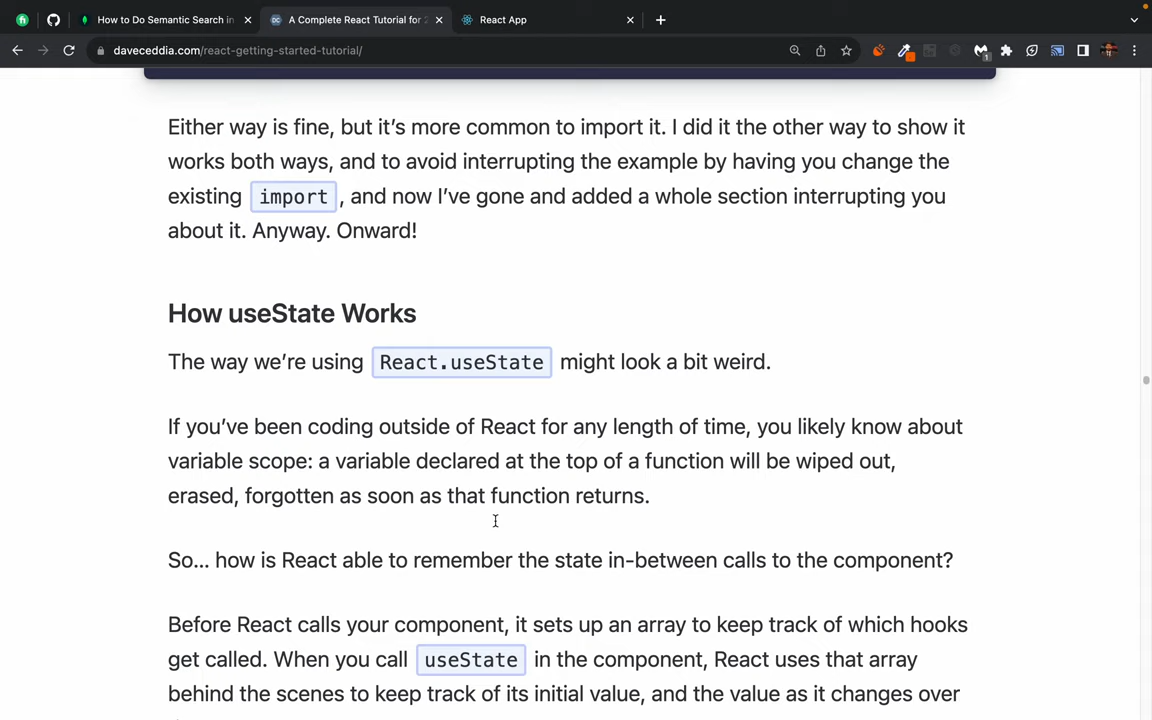 How to Do Semantic Search in
A Complete React Tutorial for 2
React App
daveceddia.com/react-getting-started-tutorial/
1
Either way is fine, but it’s more common to import it. I did it the other way to show it
works both ways, and to avoid interrupting the example by having you change the
existing import , and now I’ve gone and added a whole section interrupting you
about it. Anyway. Onward!
How useState Works
The way we’re using React.useState might look a bit weird.
If you’ve been coding outside of React for any length of time, you likely know about
variable scope: a variable declared at the top of a function will be wiped out,
erased, forgotten as soon as that function returns.
So… how is React able to remember the state in-between calls to the component?
Before React calls your component, it sets up an array to keep track of which hooks
get called. When you call useState in the component, React uses that array
behind the scenes to keep track of its initial value, and the value as it changes over